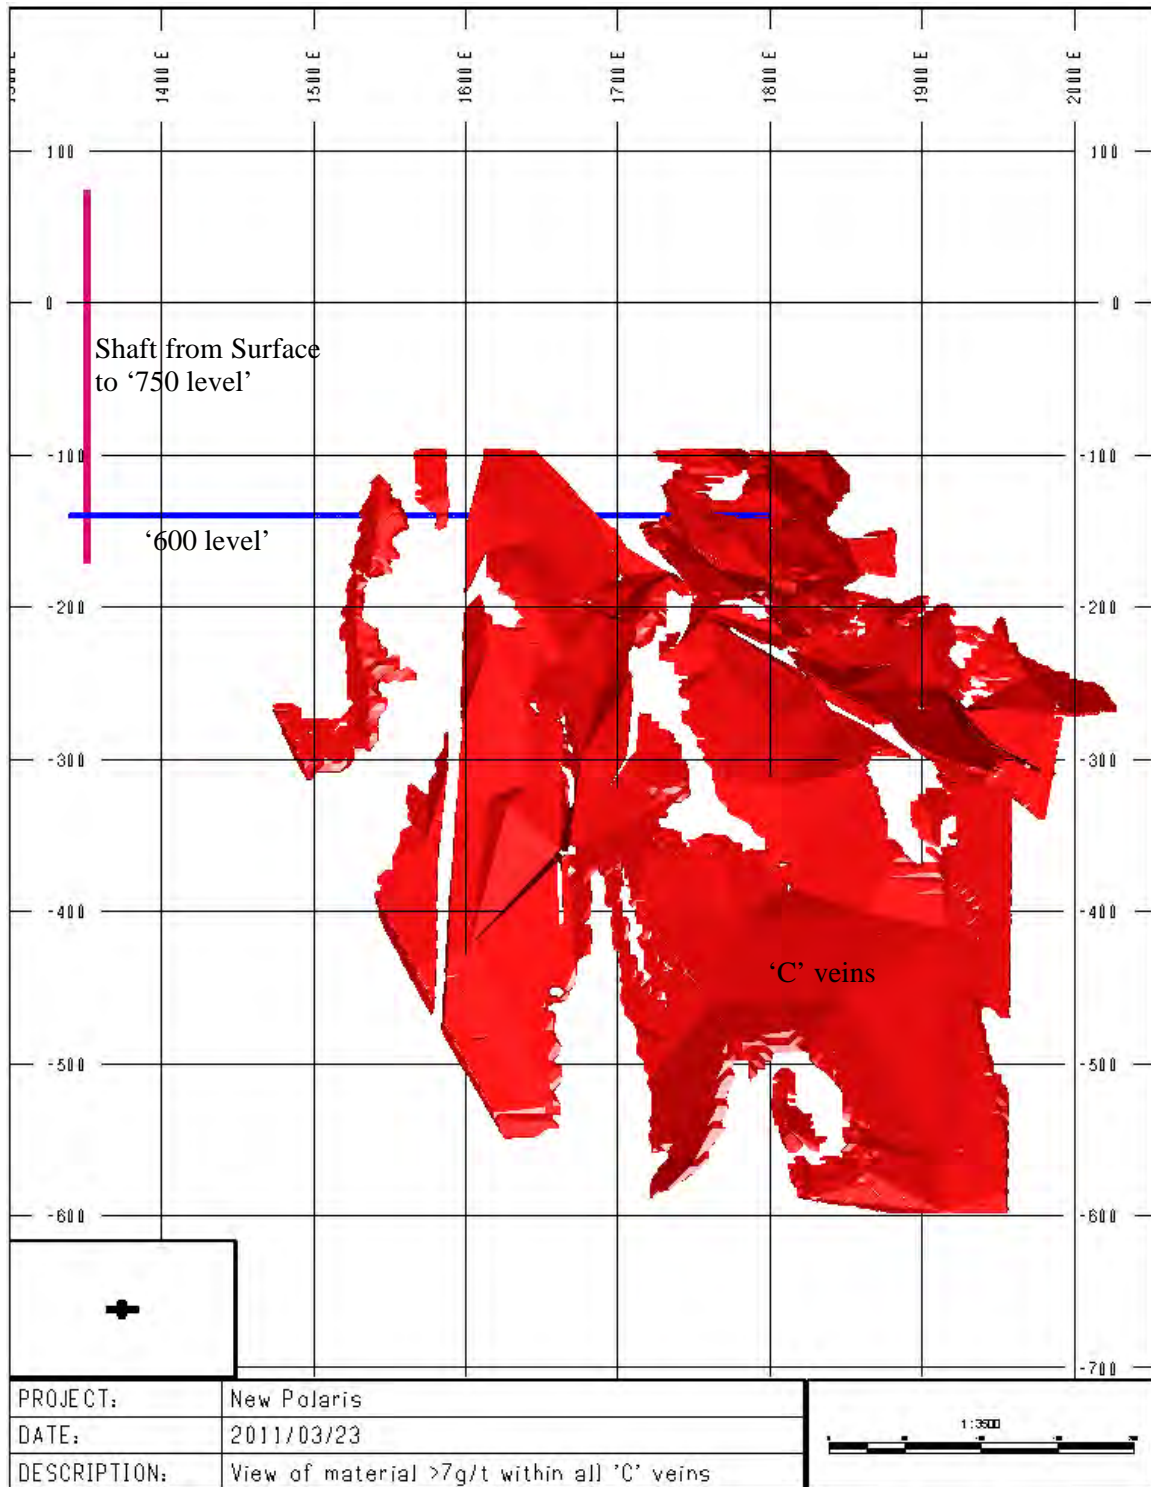 1400 E
1500 E
1600 E
1700 E
1800 E
1900 E
2000 E
100 100
0 0
Shaft from Surface
to ‘750 level’
-100 -100
‘600 level’
-200 -200
-300 -300
-400 -400
‘C’ veins
-500 -500
-600 -600
-700
PROJECT: New Polaris
1:3500
DATE: 2011/03/23
DESCRIPTION: View of material >7g/t within all 'C' veins